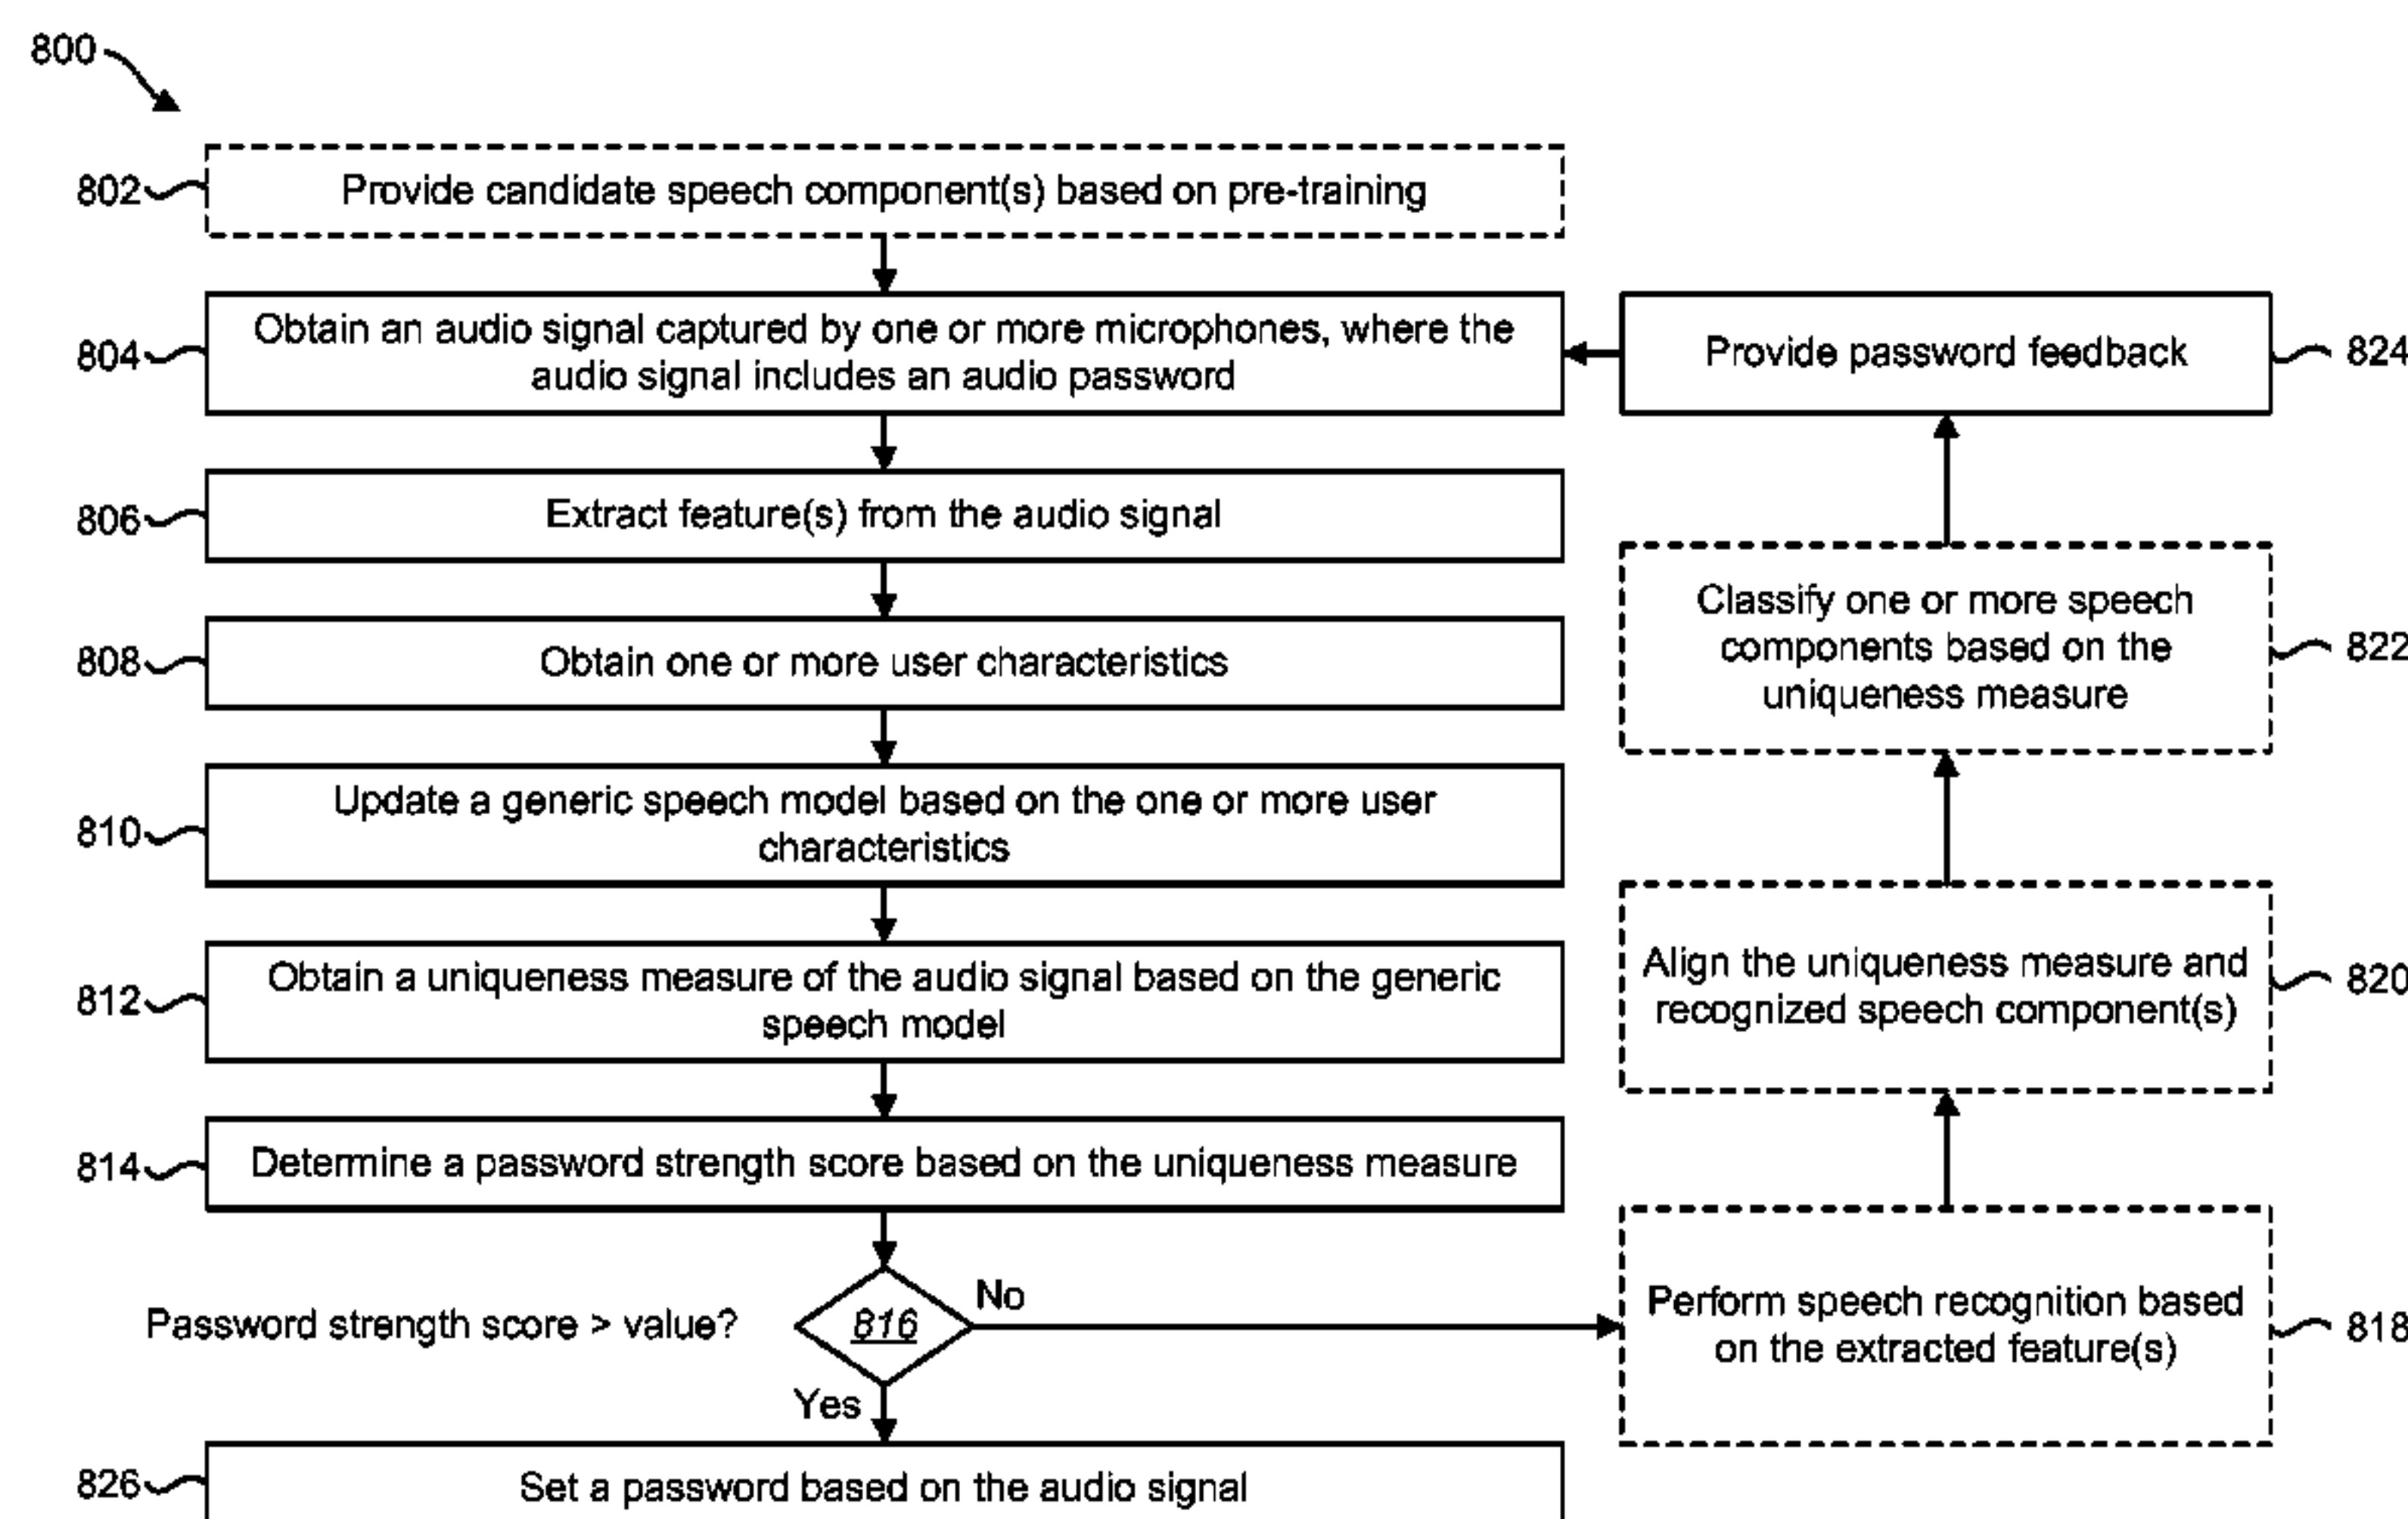 800
802
Provide candidate speech component(s) based on pre-training
804
Obtain an audio signal captured by one or more microphones, where the
audio signal includes an audio password
Provide password feedback
824
806
Extract feature(s) from the audio signal
808
Obtain one or more user characteristics
Classify one or more speech
components based on the
uniqueness measure
822
810
Update a generic speech model based on the one or more user
characteristics
812
Obtain a uniqueness measure of the audio signal based on the generic
speech model
Align the uniqueness measure and
recognized speech component(s)
820
814
Determine a password strength score based on the uniqueness measure
Password strength score > value?
816
No
Yes
Perform speech recognition based
on the extracted feature(s)
818
826
Set a password based on the audio signal